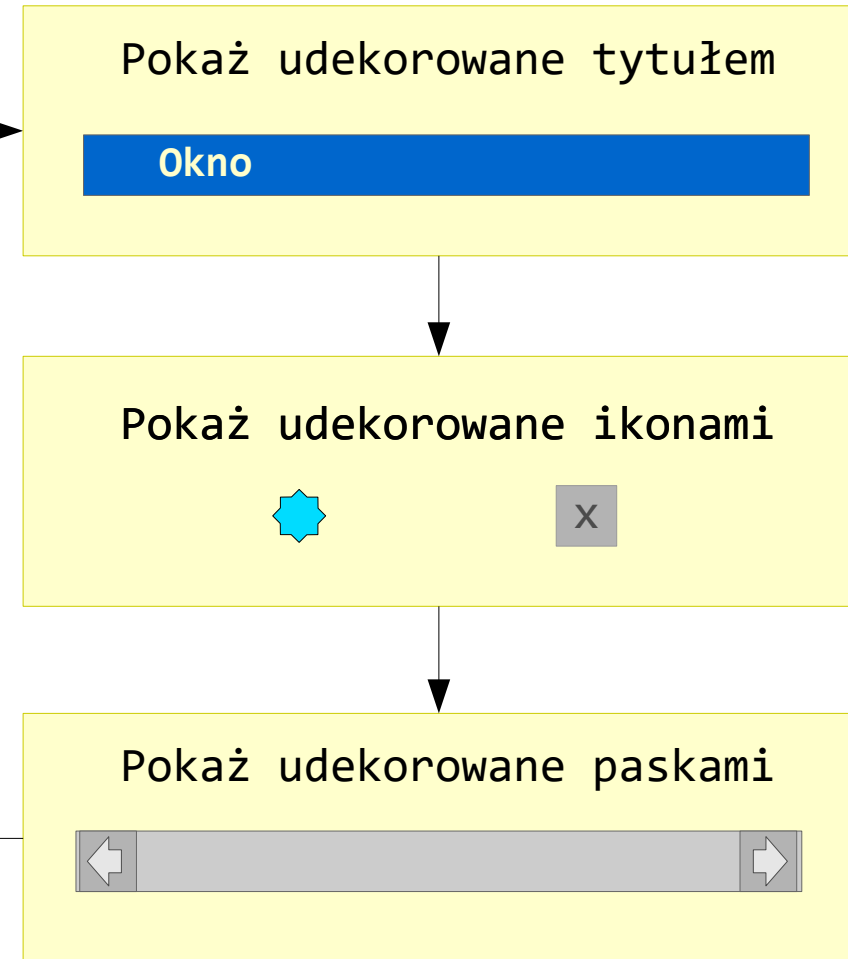 Pokaż udekorowane tytułem
Okno
Pokaż udekorowane ikonami
X
Pokaż udekorowane paskami